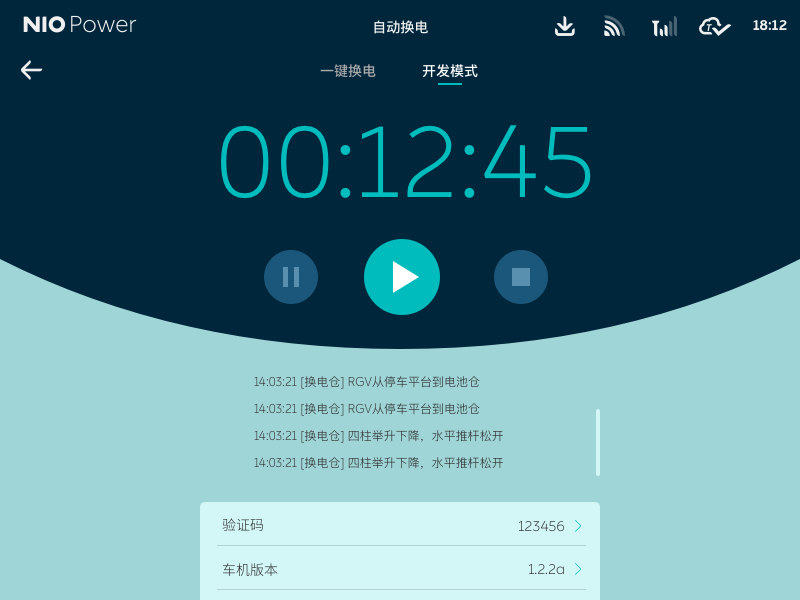 NIO Power
自动换电
T
18:12
一键换电
开发模式
00:12:45
14:03:21 [换电仓] RGV从停车平台到电池仓
14:03:21 [换电仓] RGV从停车平台到电池仓
14:03:21 [换电仓] 四柱举升下降，水平推杆松开
14:03:21 [换电仓] 四柱举升下降，水平推杆松开
验证码 123456
车机版本 1.2.2a